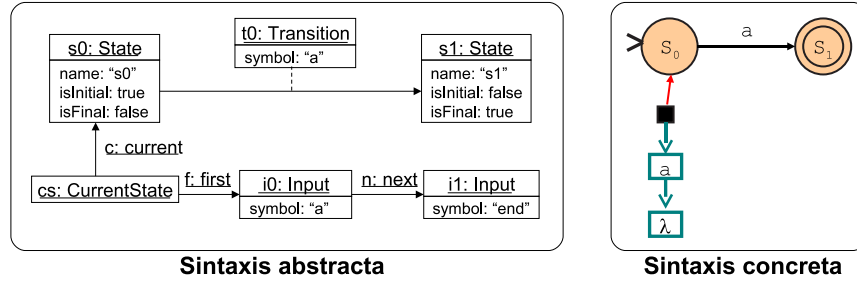 t0: Transition
symbol: “a”
s0: State
name: “s0”
isInitial: true
isFinal: false
s1: State
name: “s1”
isInitial: false
isFinal: true
c: current
cs: CurrentState
f: first
i0: Input
symbol: “a”
n: next
i1: Input
symbol: “end”
Sintaxis abstracta
S0
a
S1
a
λ
Sintaxis concreta